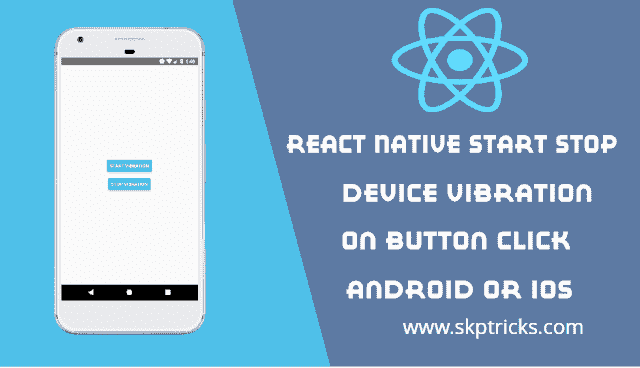 REACT NATIVE START STOP
DEVICE VIBRATION
ON BUTTON CLICK
ANDROID OR IOS
www.skptricks.com